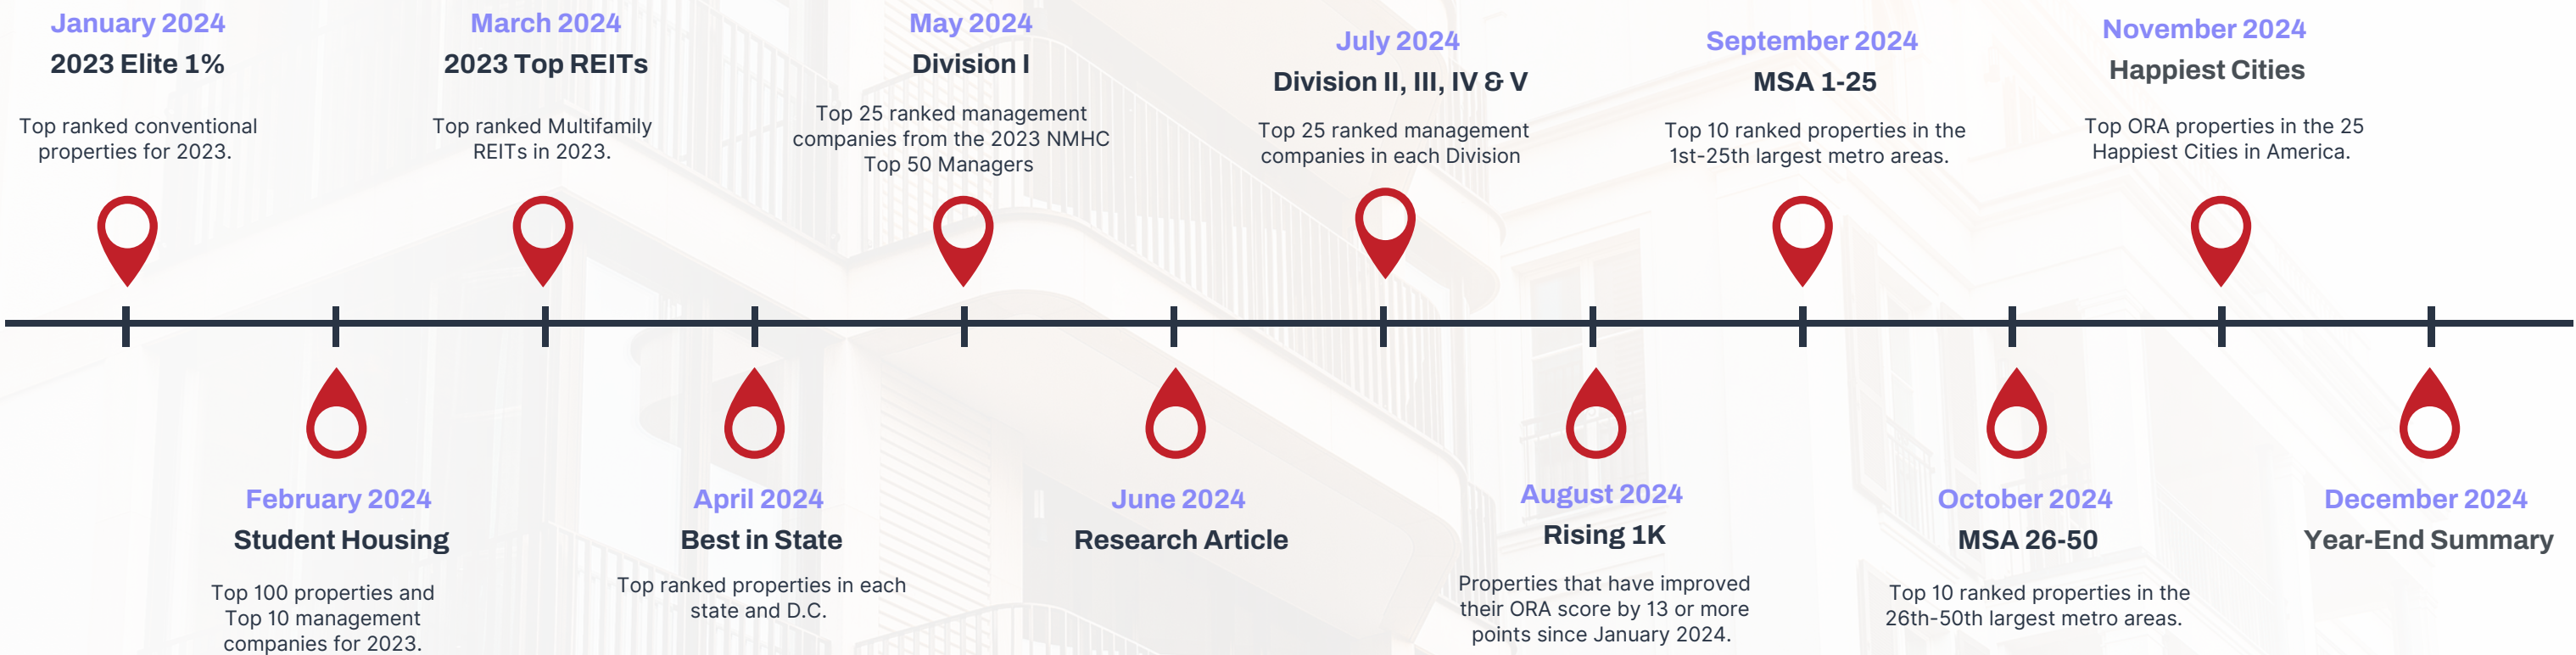 January 2024
2023 Elite 1%
Top ranked conventional
properties for 2023.
March 2024
2023 Top REITs
Top ranked Multifamily
REITs in 2023.
May 2024
Division I
Top 25 ranked management
companies from the 2023 NMHC
Top 50 Managers
July 2024
Division II, III, IV & V
Top 25 ranked management
companies in each Division
September 2024
MSA 1-25
Top 10 ranked properties in the
1st-25th largest metro areas.
November 2024
Happiest Cities
Top ORA properties in the 25
Happiest Cities in America.
February 2024
Student Housing
Top 100 properties and
Top 10 management
companies for 2023.
April 2024
Best in State
Top ranked properties in each
state and D.C.
June 2024
Research Article
August 2024
Rising 1K
Properties that have improved
their ORA score by 13 or more
points since January 2024.
October 2024
MSA 26-50
Top 10 ranked properties in the
26th-50th largest metro areas.
December 2024
Year-End Summary